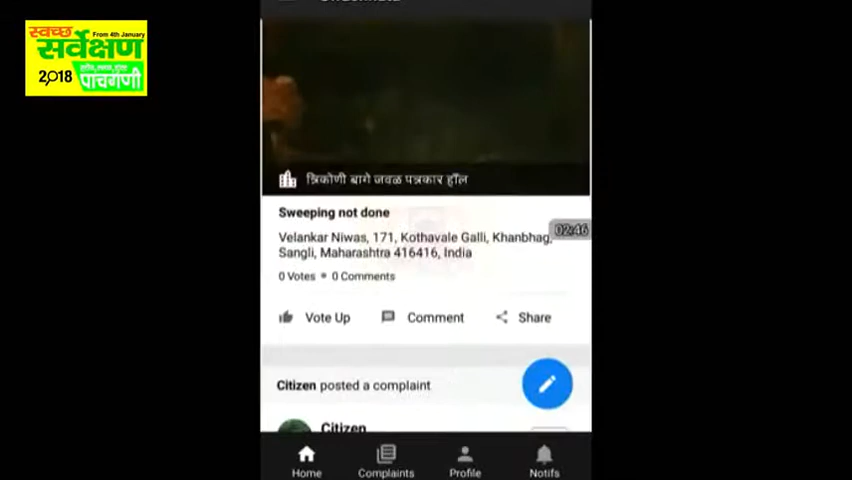 स्वच्छ From 4th January
सर्वेक्षण
2018 पाचगणी
त्रिकोणी बागे जवळ पत्रकार हॉल
Sweeping not done
Velankar Niwas, 171, Kothavale Galli, Khanbhag,
02:46
Sangli, Maharashtra 416416, India
0 Votes • 0 Comments
Vote Up Comment Share
Citizen posted a complaint
Citizen
Home Complaints Profile Notifs